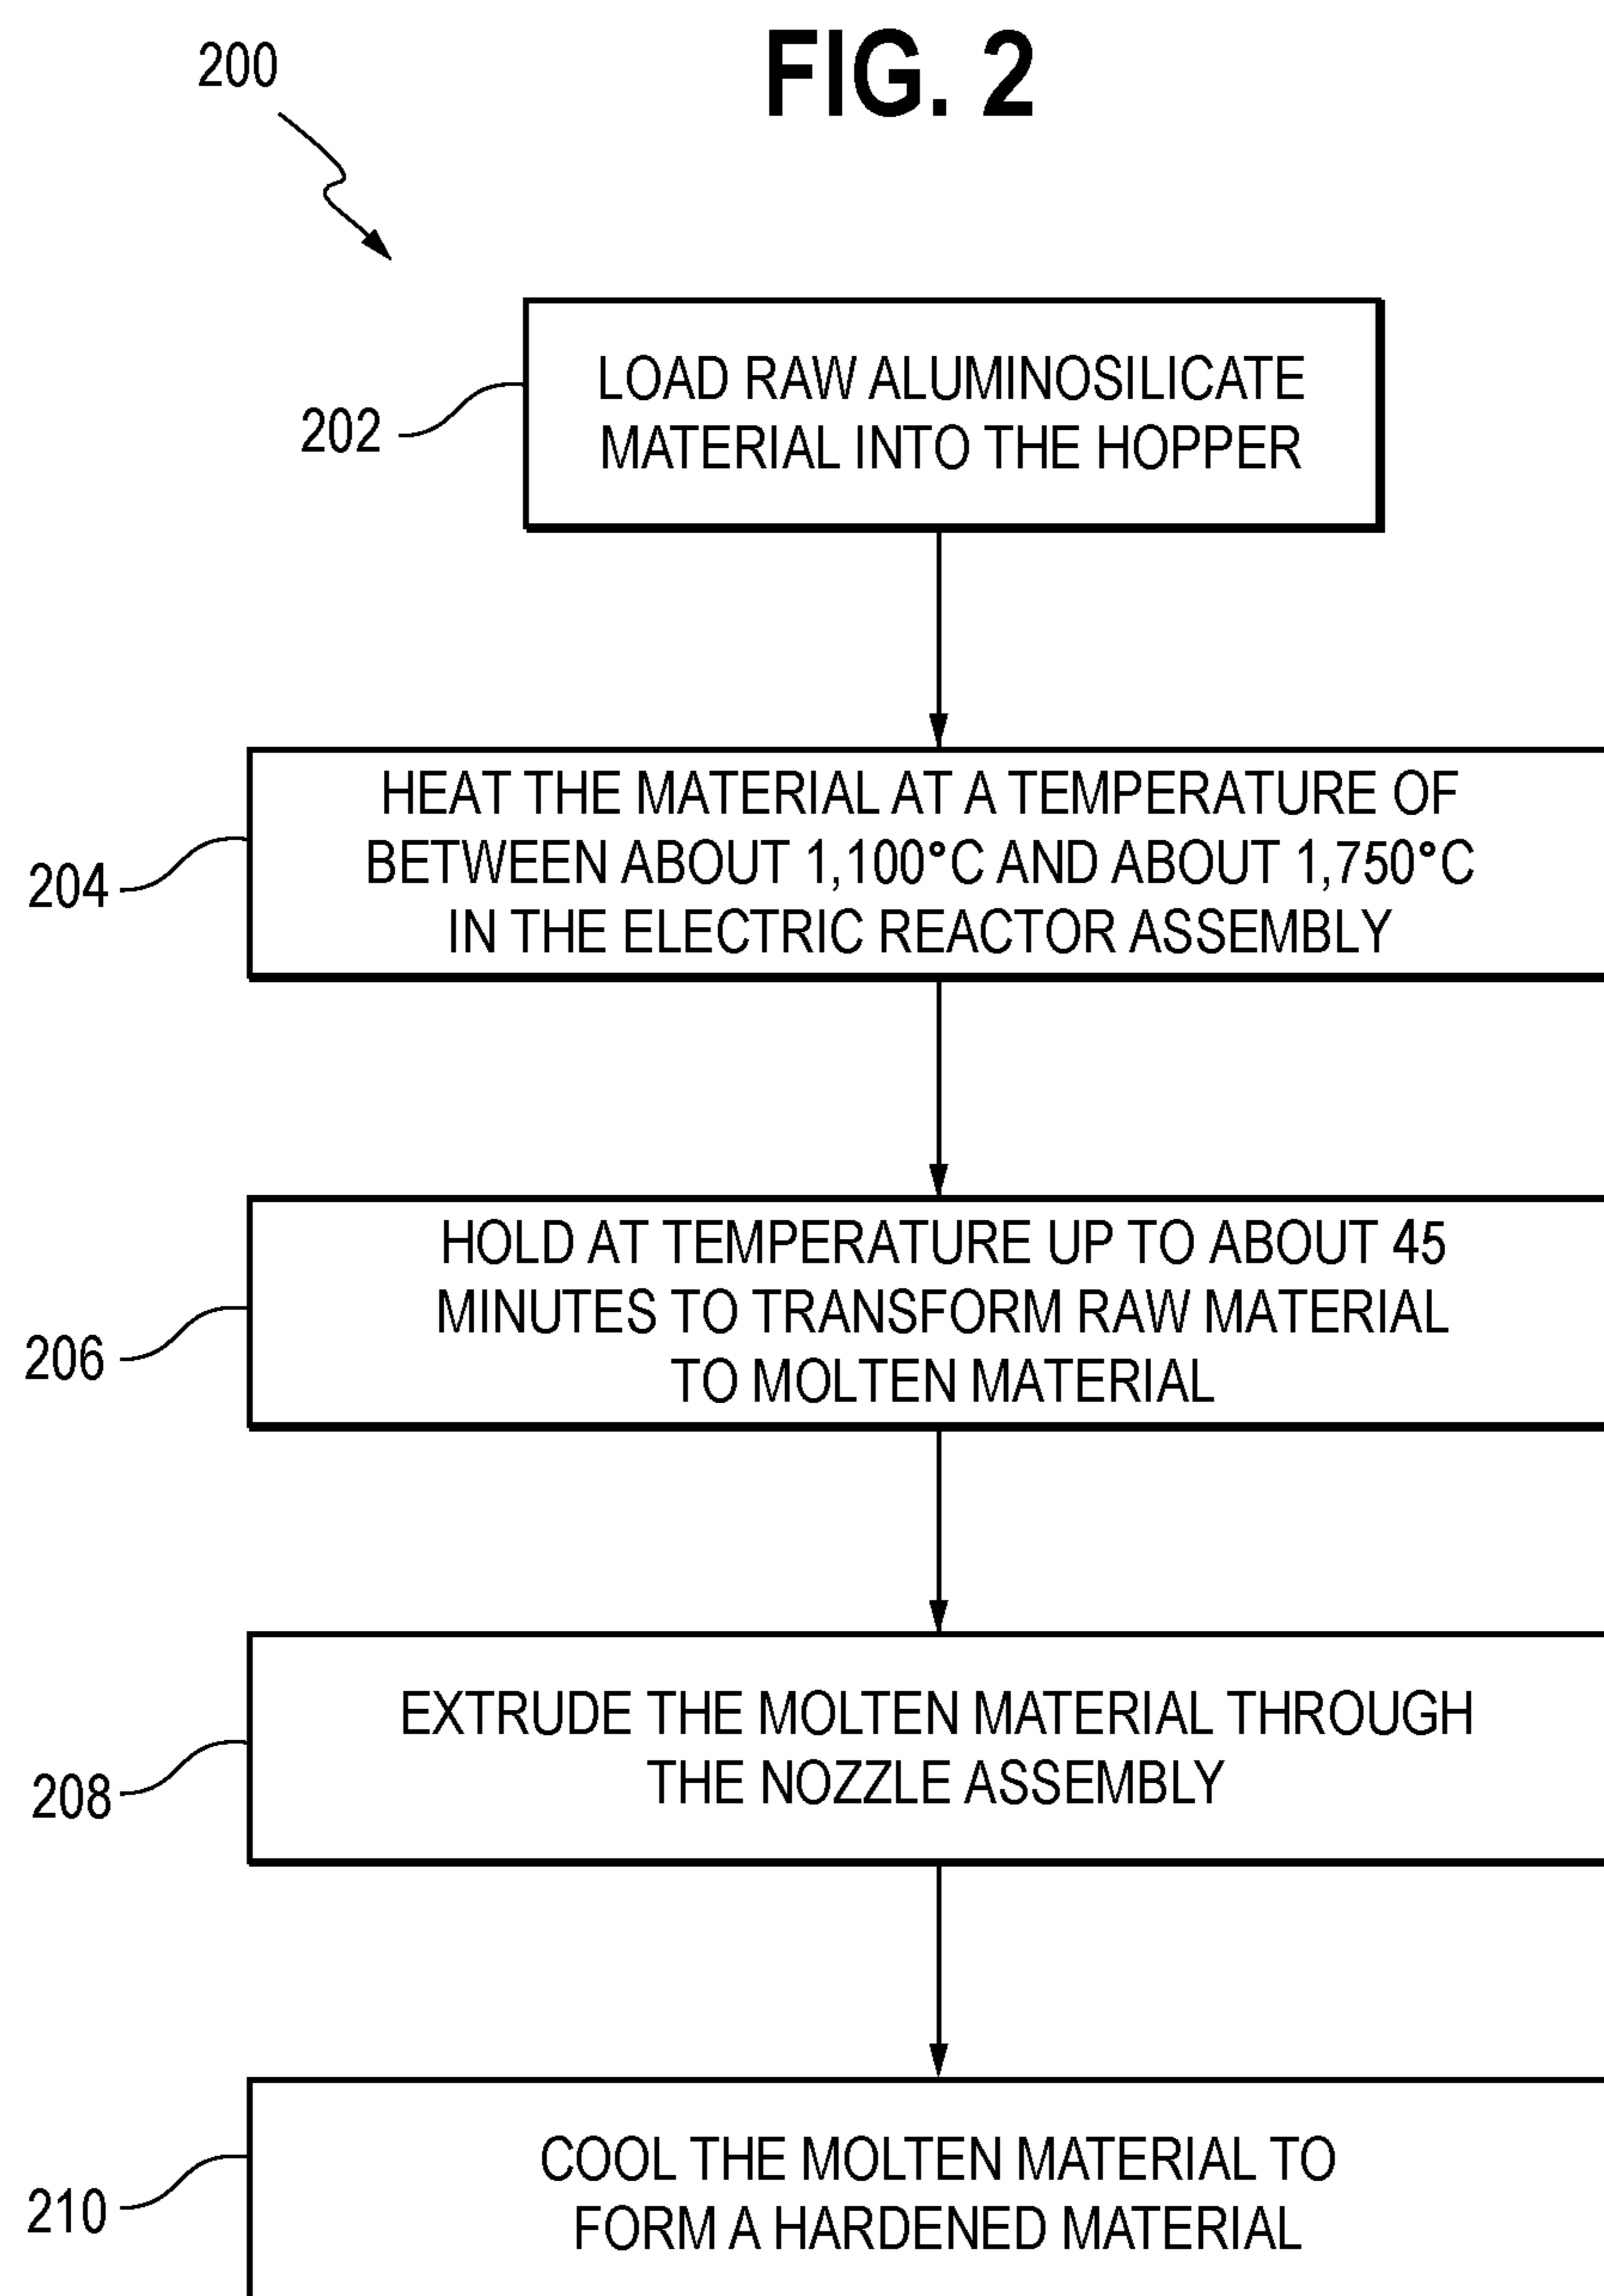 FIG. 2
200
202
LOAD RAW ALUMINOSILICATE
MATERIAL INTO THE HOPPER
204
HEAT THE MATERIAL AT A TEMPERATURE OF
BETWEEN ABOUT 1,100°C AND ABOUT 1,750°C
IN THE ELECTRIC REACTOR ASSEMBLY
206
HOLD AT TEMPERATURE UP TO ABOUT 45
MINUTES TO TRANSFORM RAW MATERIAL
TO MOLTEN MATERIAL
208
EXTRUDE THE MOLTEN MATERIAL THROUGH
THE NOZZLE ASSEMBLY
210
COOL THE MOLTEN MATERIAL TO
FORM A HARDENED MATERIAL